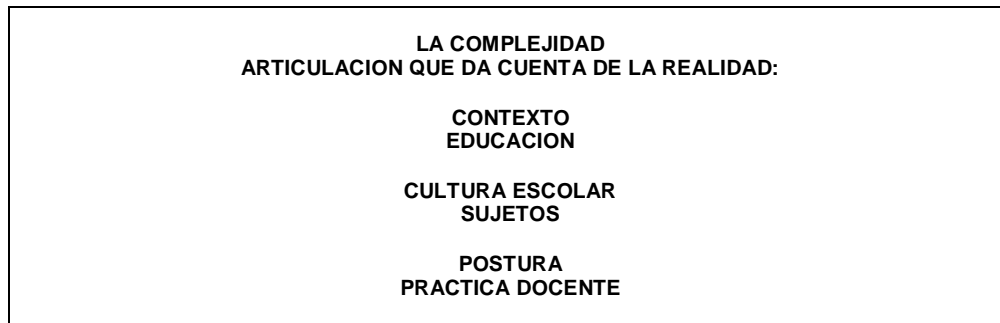 LA COMPLEJIDAD
ARTICULACION QUE DA CUENTA DE LA REALIDAD:
CONTEXTO
EDUCACION
CULTURA ESCOLAR
SUJETOS
POSTURA
PRACTICA DOCENTE